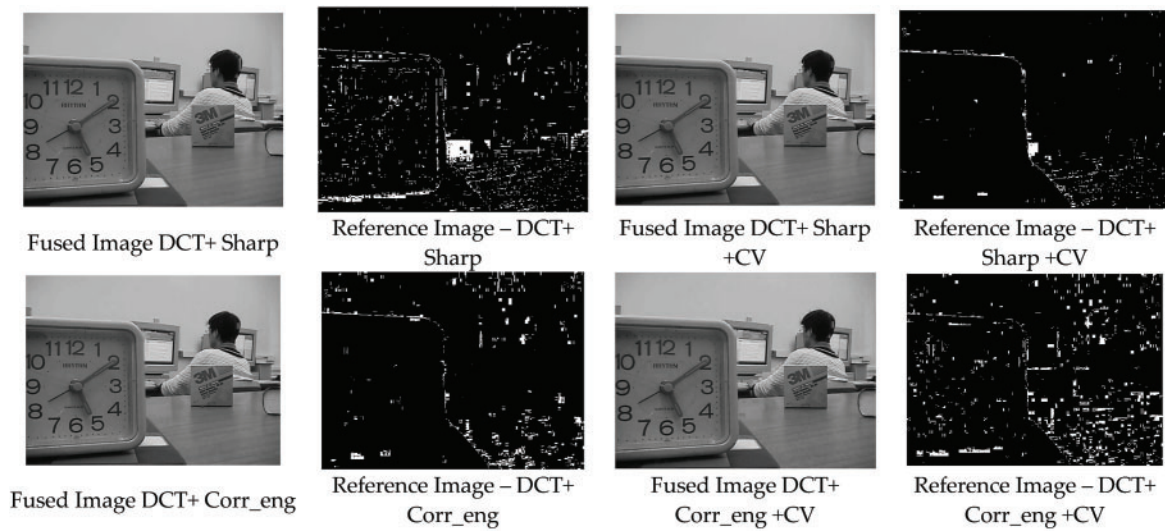 11 12 1
10 2
9 3
8 4
7 6 5
RHYTHM
3M
11 12 1
10 2
9 3
8 4
7 6 5
RHYTHM
3M
Fused Image DCT+ Sharp
Reference Image – DCT+
Sharp
Fused Image DCT+ Sharp
+CV
Reference Image – DCT+
Sharp +CV
11 12 1
10 2
9 3
8 4
7 6 5
RHYTHM
3M
11 12 1
10 2
9 3
8 4
7 6 5
RHYTHM
3M
Fused Image DCT+ Corr_eng
Reference Image – DCT+
Corr_eng
Fused Image DCT+
Corr_eng +CV
Reference Image – DCT+
Corr_eng +CV